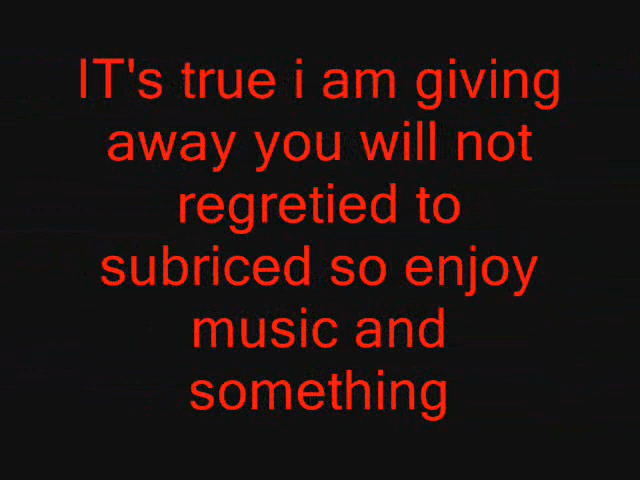 IT's true i am giving
away you will not
regretied to
subriced so enjoy
music and
something